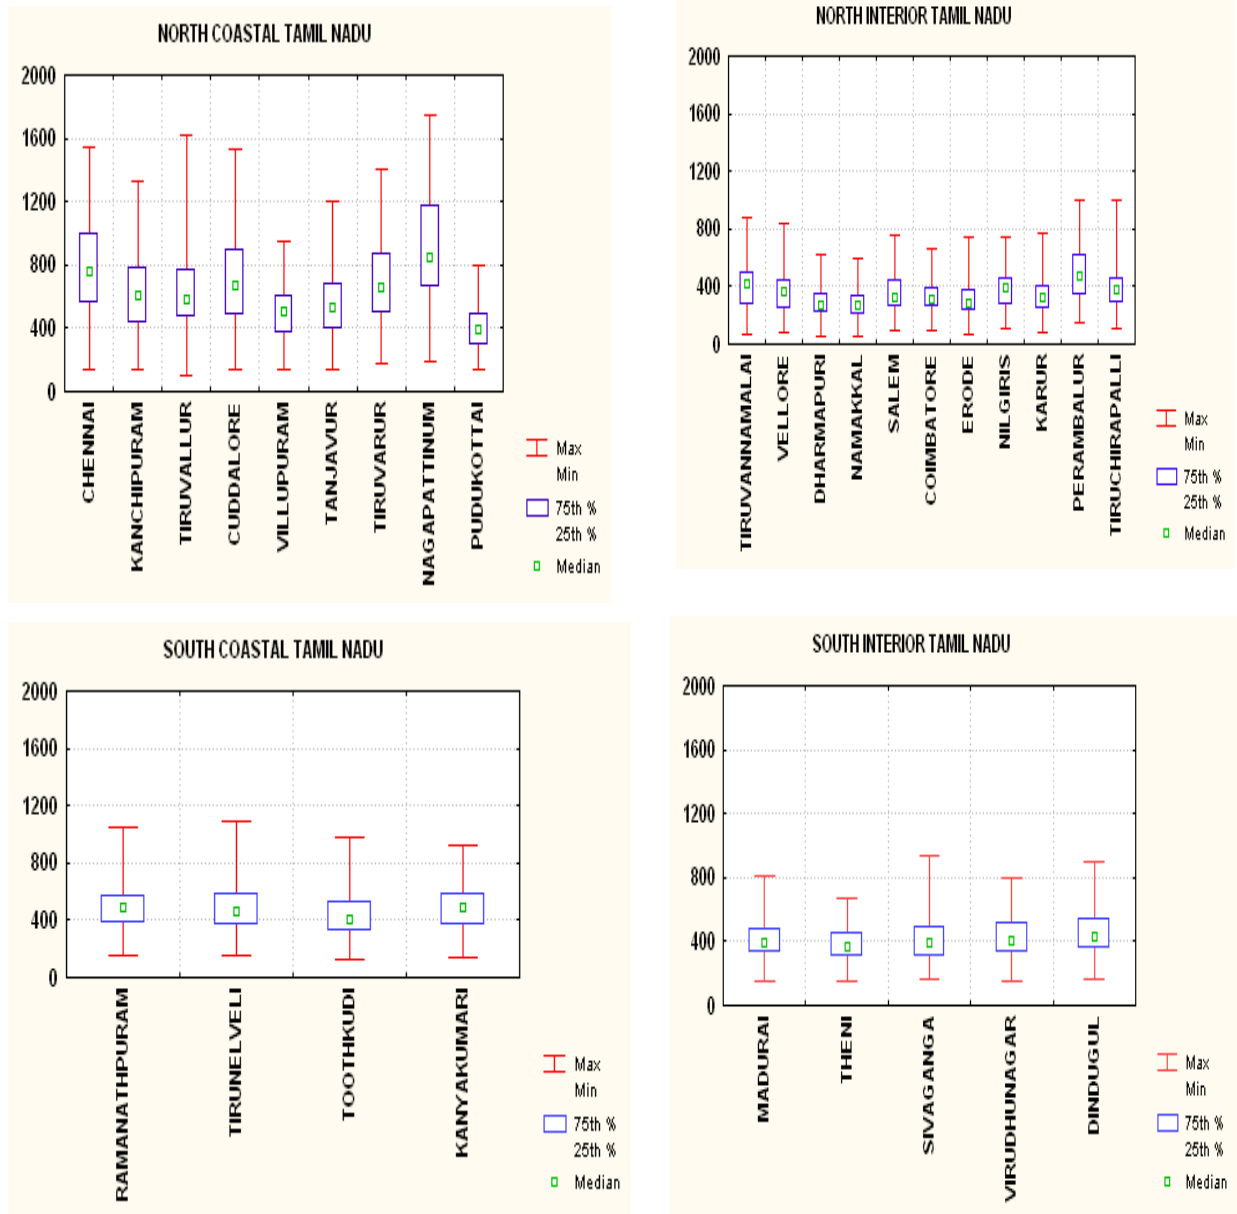 NORTH COASTAL TAMIL NADU
2000
1600
1200
800
400
0
CHENNAI
KANCHIPURAM
TIRUVALLUR
CUDDALORE
VILLUPURAM
TANJAVUR
TIRUVARUR
NAGAPATTINUM
PUDUKOTTAI
Max
Min
75th %
25th %
Median
NORTH INTERIOR TAMIL NADU
2000
1600
1200
800
400
0
TIRUVANNAMALAI
VELLORE
DHARMAPURI
NAMAKKAL
SALEM
COIMBATORE
ERODE
NILGIRIS
KARUR
PERAMBALUR
TIRUCHIRAPALLI
Max
Min
75th %
25th %
Median
SOUTH COASTAL TAMIL NADU
2000
1600
1200
800
400
0
RAMANATHPURAM
TIRUNELVELI
TOOTHKUDI
KANYAKUMARI
Max
Min
75th %
25th %
Median
SOUTH INTERIOR TAMIL NADU
2000
1600
1200
800
400
0
MADURAI
THENI
SIVAGANGA
VIRUDHUNAGAR
DINDUGUL
Max
Min
75th %
25th %
Median